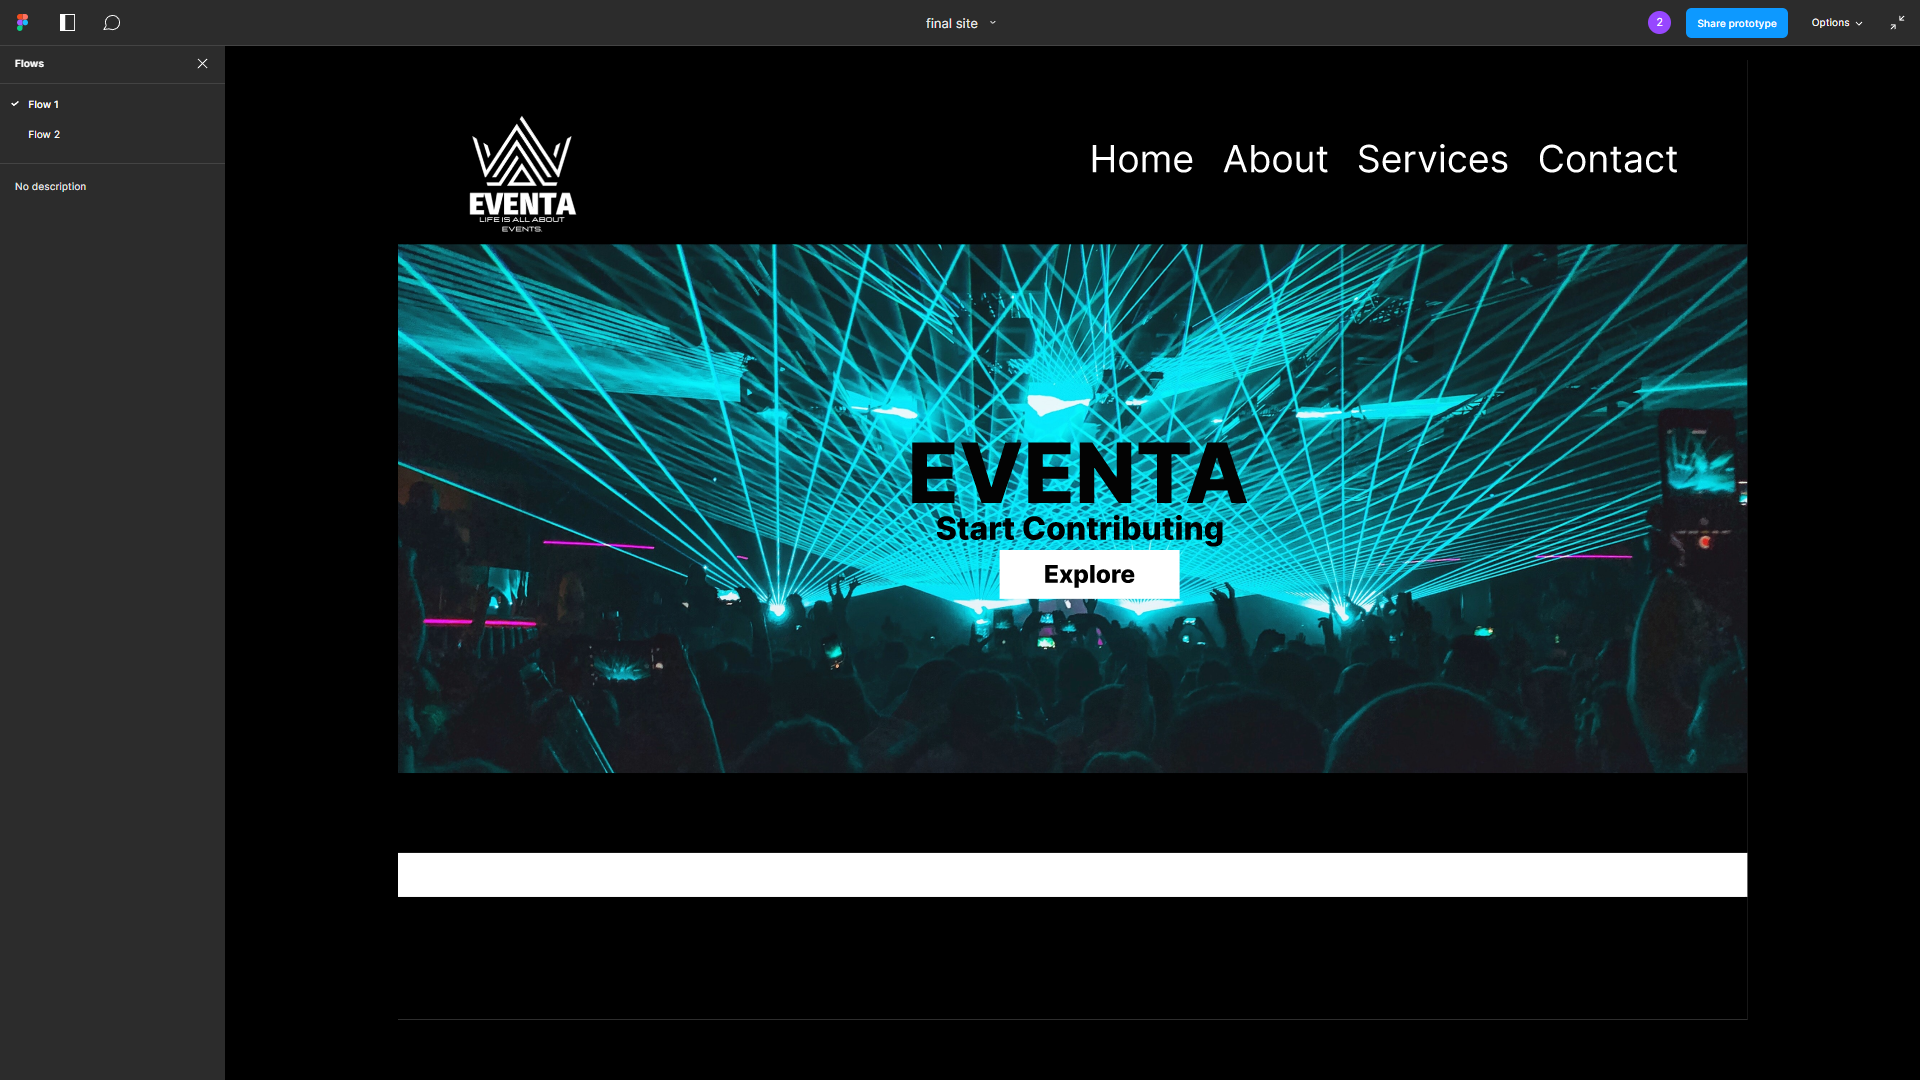 final site
2
Share prototype
Options
Flows
Flow 1
Flow 2
No description
EVENTA
LIFE IS ALL ABOUT
EVENTS.
Home About Services Contact
EVENTA
Start Contributing
Explore